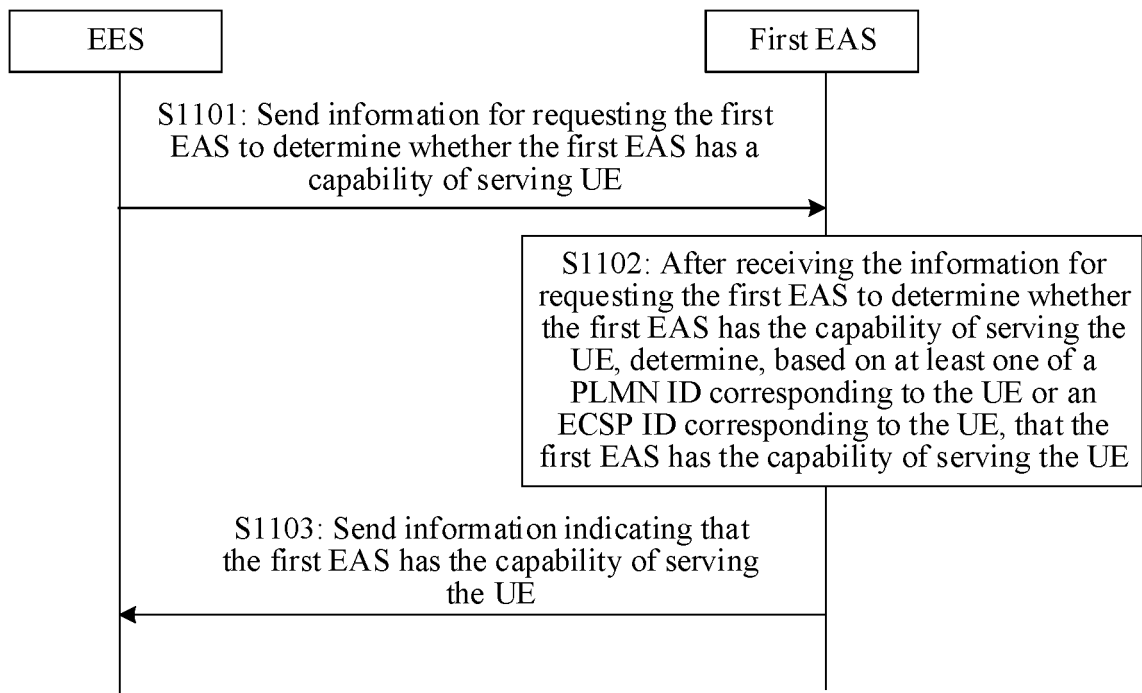 EES
First EAS
S1101: Send information for requesting the first
EAS to determine whether the first EAS has a
capability of serving UE
S1102: After receiving the information for
requesting the first EAS to determine whether
the first EAS has the capability of serving the
UE, determine, based on at least one of a
PLMN ID corresponding to the UE or an
ECSP ID corresponding to the UE, that the
first EAS has the capability of serving the UE
S1103: Send information indicating that
the first EAS has the capability of serving
the UE